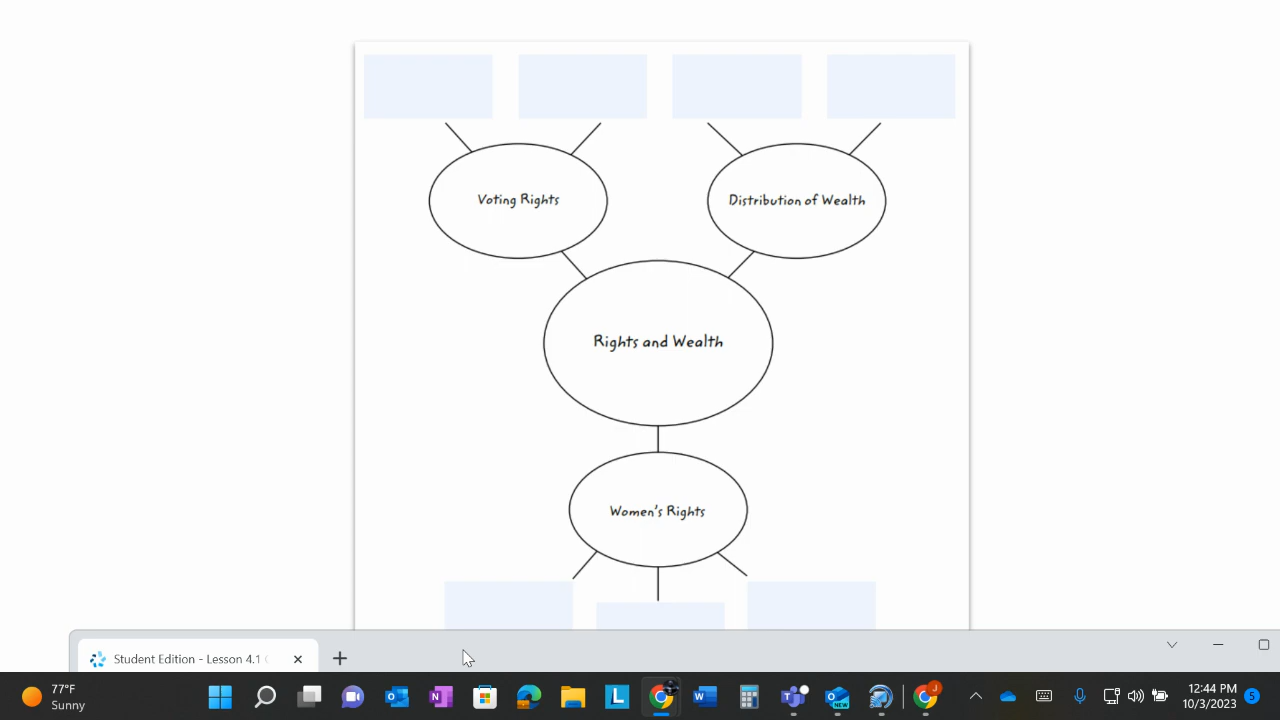 Voting Rights
Distribution of Wealth
Rights and Wealth
Women's Rights
Student Edition - Lesson 4.1
77°F
Sunny
12:44 PM
10/3/2023
5